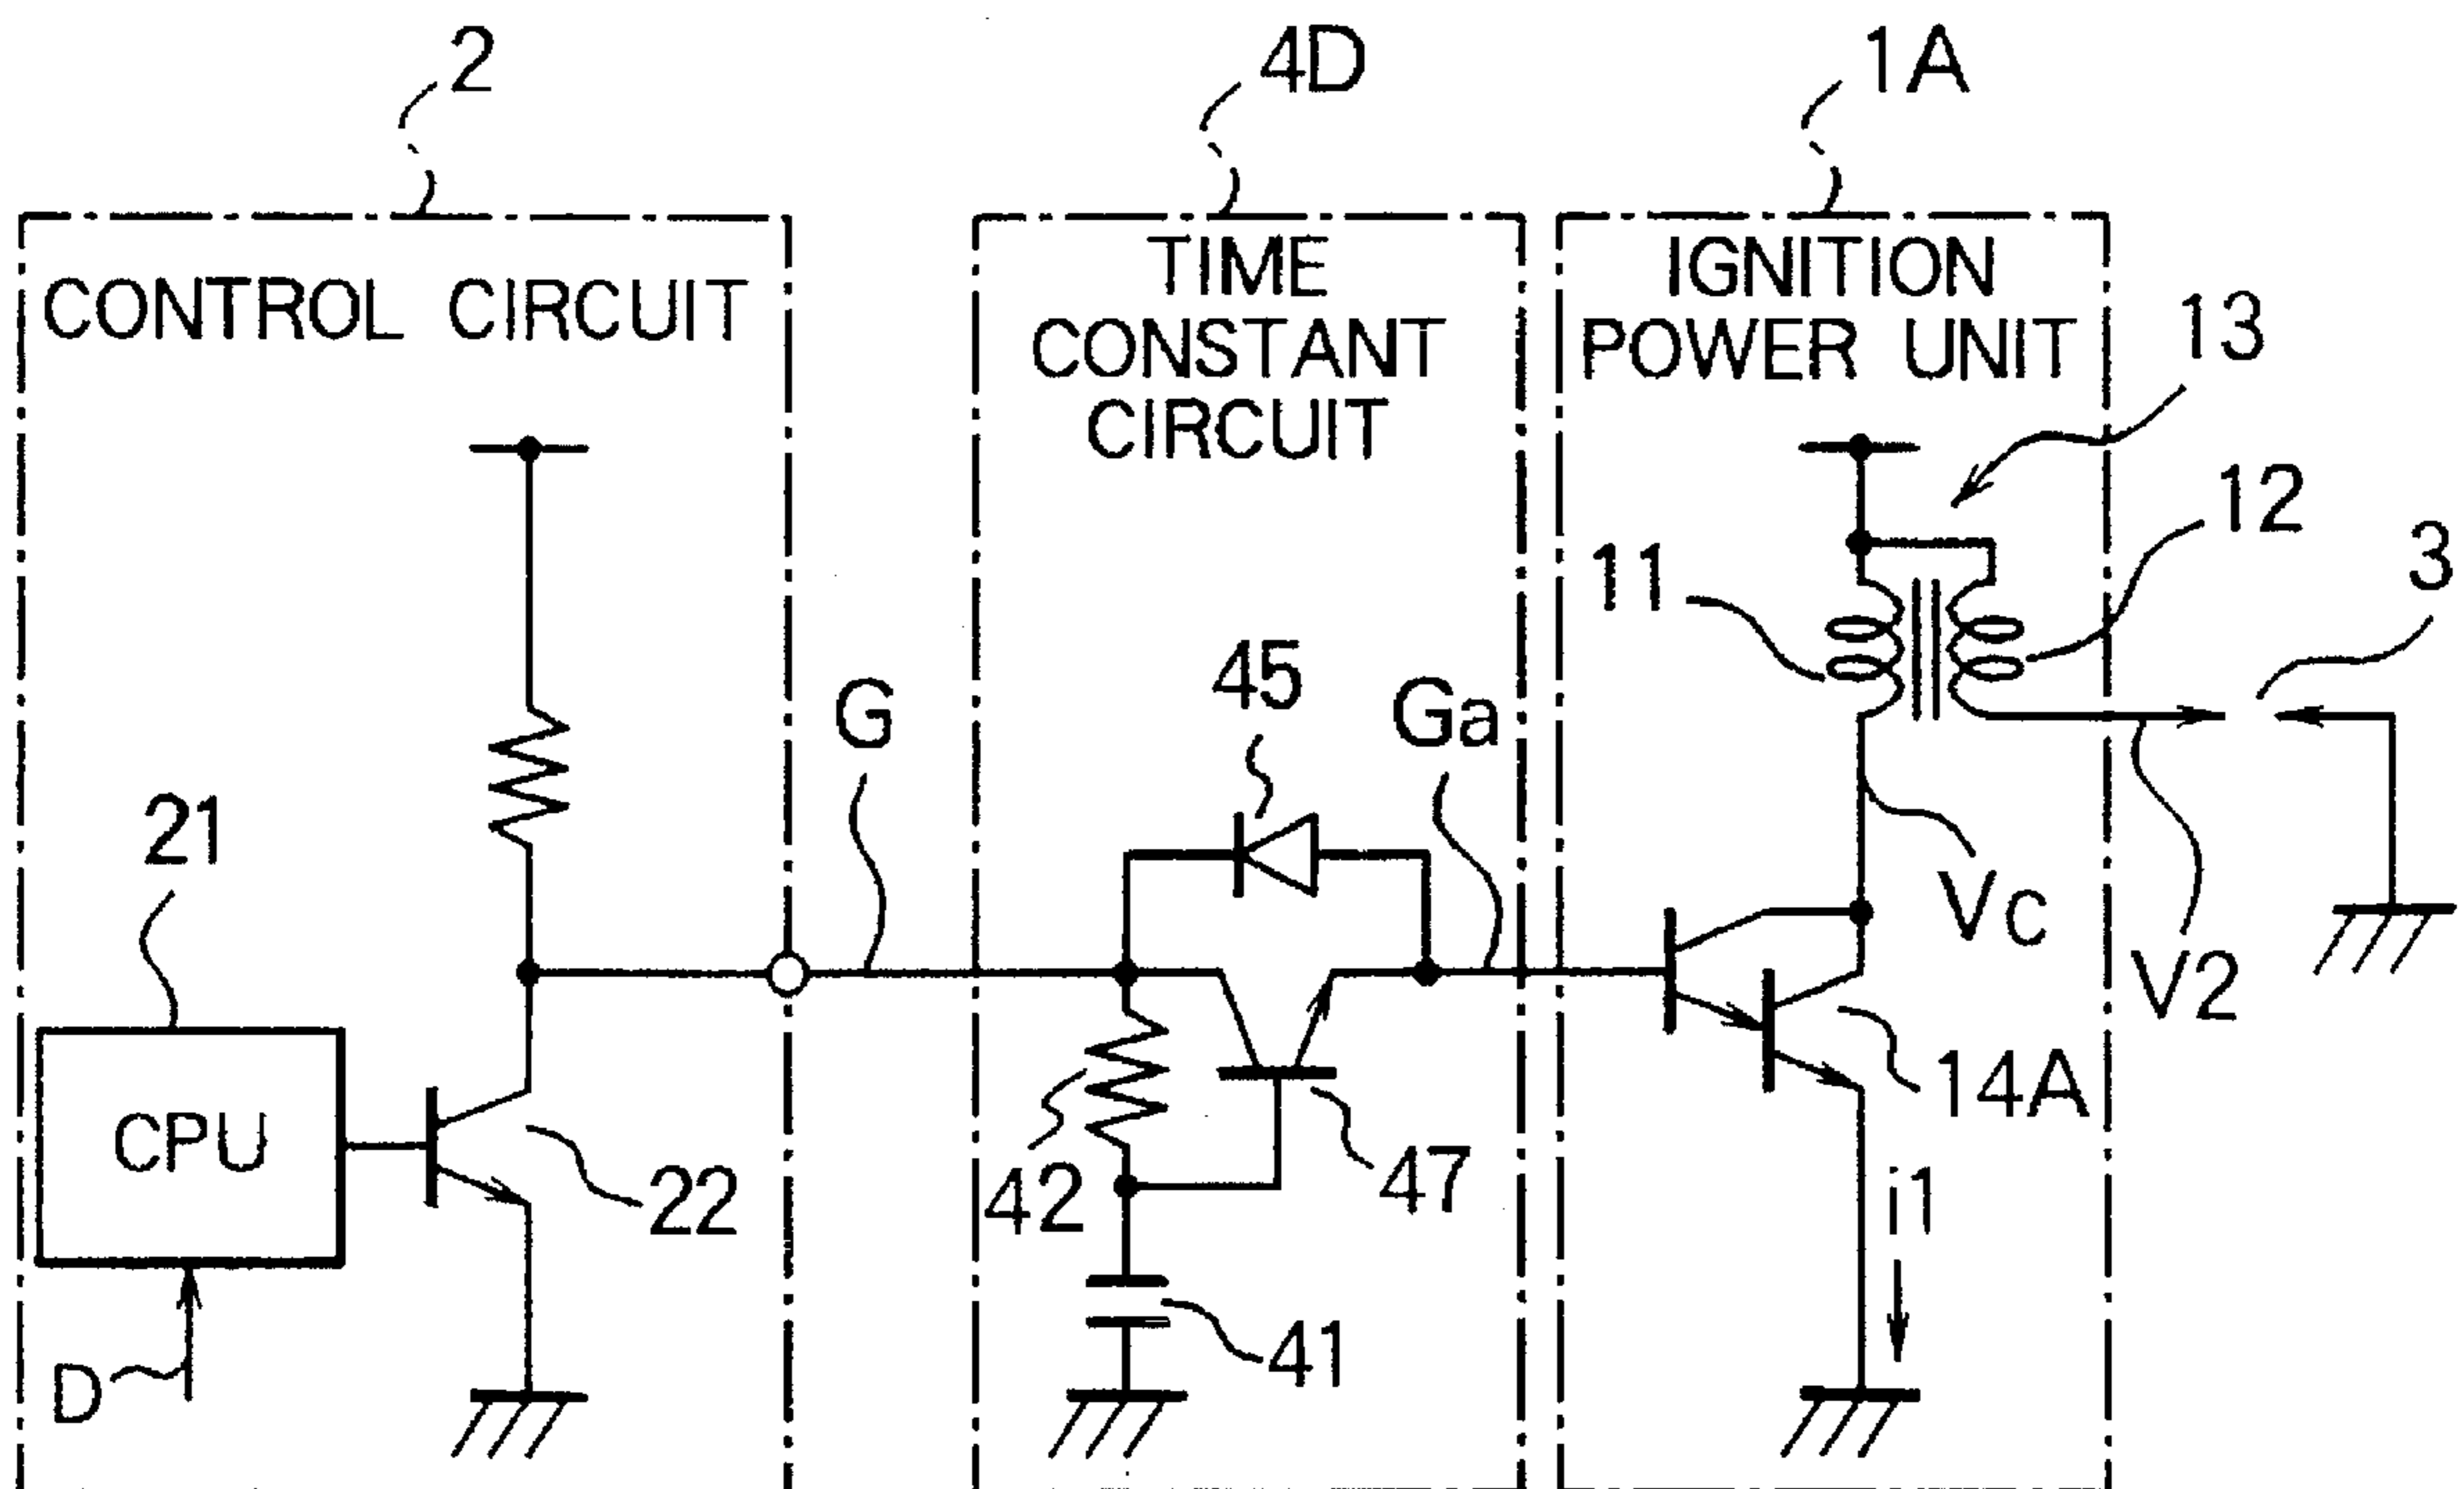 2
4D
1A
CONTROL CIRCUIT
TIME
CONSTANT
CIRCUIT
IGNITION
POWER UNIT
13
12
3
11
45
G
Ga
21
Vc
V2
CPU
22
42
47
14A
i1
41
D